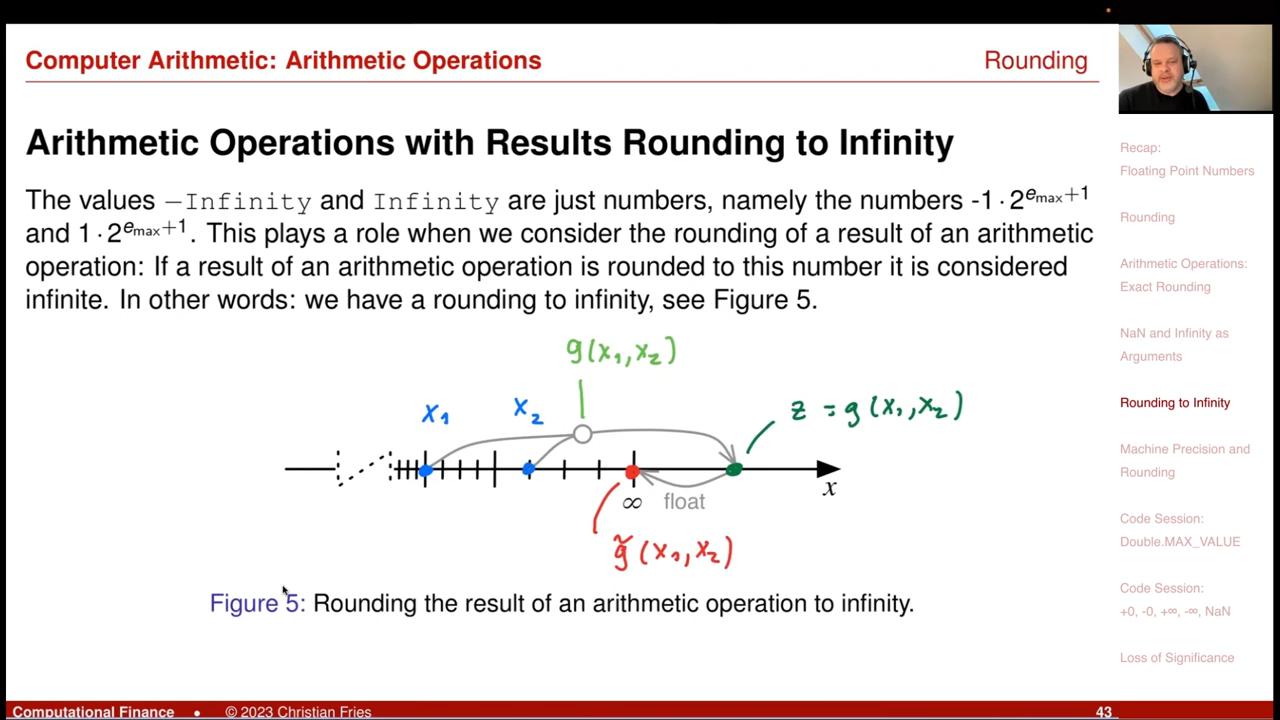 Computer Arithmetic: Arithmetic Operations
Rounding
Arithmetic Operations with Results Rounding to Infinity
The values −Infinity and Infinity are just numbers, namely the numbers -1 · 2^{e_max+1}
and 1 · 2^{e_max+1}. This plays a role when we consider the rounding of a result of an arithmetic
operation: If a result of an arithmetic operation is rounded to this number it is considered
infinite. In other words: we have a rounding to infinity, see Figure 5.
g(x₁,x₂)
x₁
x₂
z = g(x₁,x₂)
x
∞
float
g̃(x₁,x₂)
Figure 5: Rounding the result of an arithmetic operation to infinity.
Recap:
Floating Point Numbers
Rounding
Arithmetic Operations:
Exact Rounding
NaN and Infinity as
Arguments
Rounding to Infinity
Machine Precision and
Rounding
Code Session:
Double.MAX_VALUE
Code Session:
+0, -0, +∞, -∞, NaN
Loss of Significance
Computational Finance • © 2023 Christian Fries
43